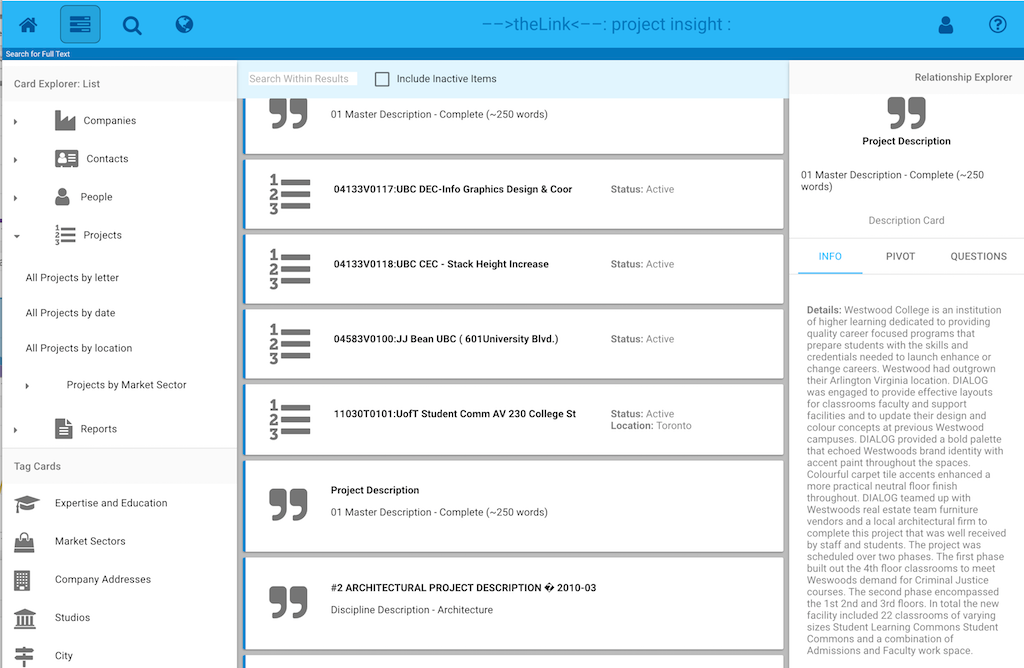 -->theLink<--: project insight :
Search for Full Text
Card Explorer: List
Companies
Contacts
People
Projects
All Projects by letter
All Projects by date
All Projects by location
Projects by Market Sector
Reports
Tag Cards
Expertise and Education
Market Sectors
Company Addresses
Studios
City
Search Within Results
Include Inactive Items
01 Master Description - Complete (~250 words)
04133V0117:UBC DEC-Info Graphics Design & Coor
Status: Active
04133V0118:UBC CEC - Stack Height Increase
Status: Active
04583V0100:JJ Bean UBC ( 601University Blvd.)
Status: Active
11030T0101:UofT Student Comm AV 230 College St
Status: Active
Location: Toronto
Project Description
01 Master Description - Complete (~250 words)
#2 ARCHITECTURAL PROJECT DESCRIPTION � 2010-03
Discipline Description - Architecture
Relationship Explorer
Project Description
01 Master Description - Complete (~250
words)
Description Card
INFO
PIVOT
QUESTIONS
Details: Westwood College is an institution
of higher learning dedicated to providing
quality career focused programs that
prepare students with the skills and
credentials needed to launch enhance or
change careers. Westwood had outgrown
their Arlington Virginia location. DIALOG
was engaged to provide effective layouts
for classrooms faculty and support
facilities and to update their design and
colour concepts at previous Westwood
campuses. DIALOG provided a bold palette
that echoed Westwoods brand identity with
accent paint throughout the spaces.
Colourful carpet tile accents enhanced a
more practical neutral floor finish
throughout. DIALOG teamed up with
Westwoods real estate team furniture
vendors and a local architectural firm to
complete this project that was well received
by staff and students. The project was
scheduled over two phases. The first phase
built out the 4th floor classrooms to meet
Weswoods demand for Criminal Justice
courses. The second phase encompassed
the 1st 2nd and 3rd floors. In total the new
facility included 22 classrooms of varying
sizes Student Learning Commons Student
Commons and a combination of
Admissions and Faculty work space.